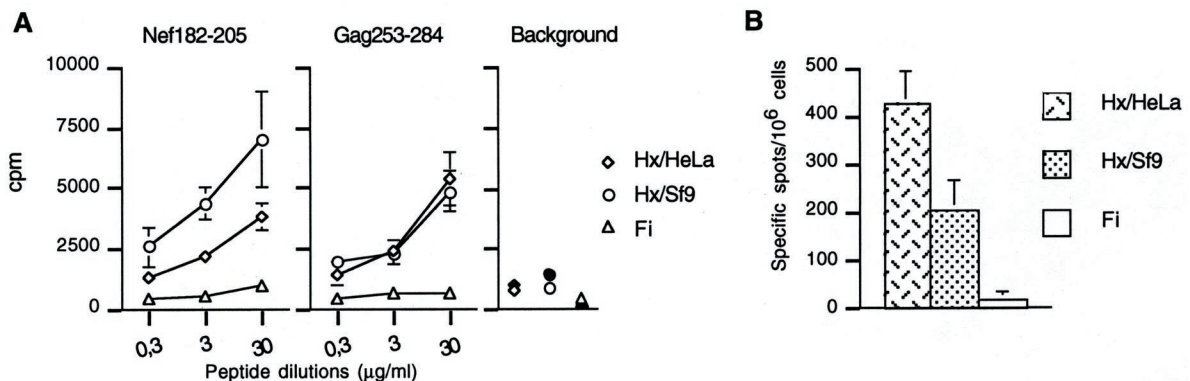 A
Nef182-205
Gag253-284
Background
cpm
10000
7500
5000
2500
0
0,3
3
30
0,3
3
30
Peptide dilutions (µg/ml)
Hx/HeLa
Hx/Sf9
Fi
B
Specific spots/10⁶ cells
500
400
300
200
100
0
Hx/HeLa
Hx/Sf9
Fi